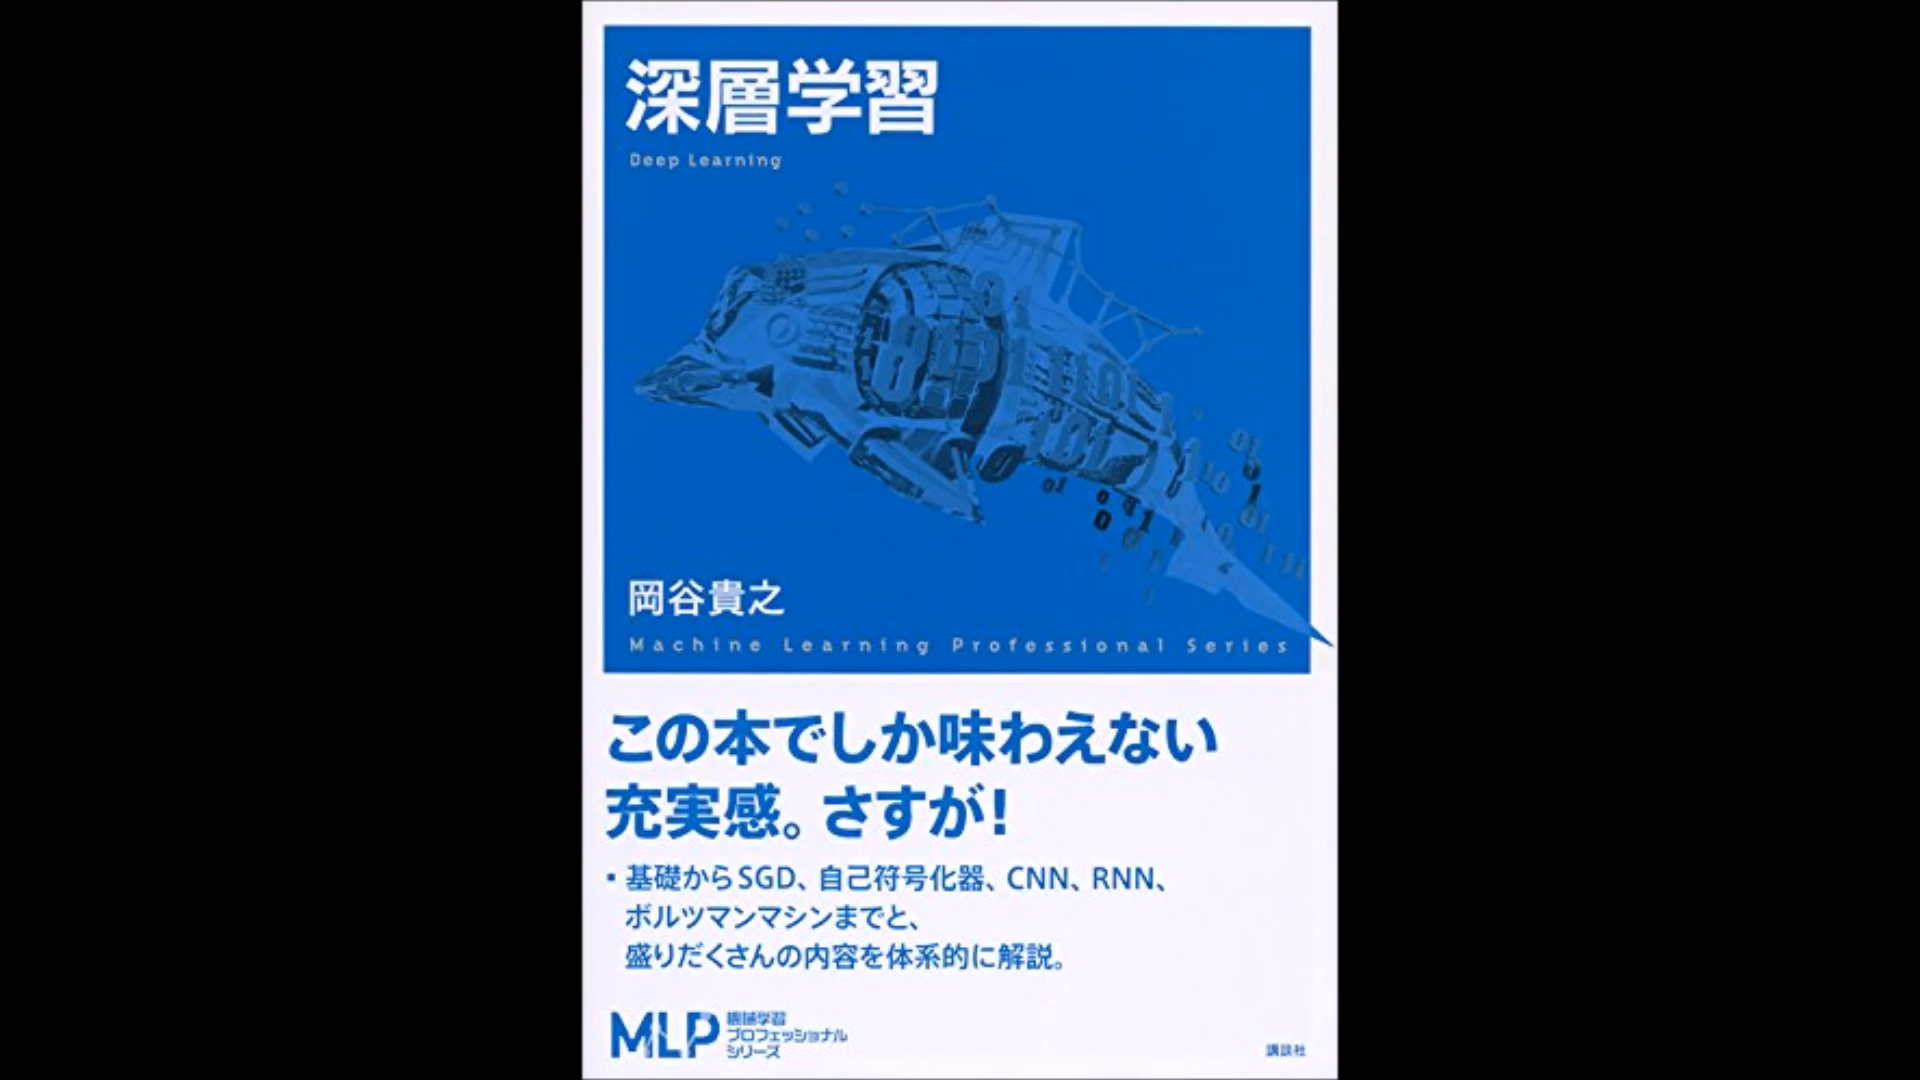 深層学習
Deep Learning
岡谷貴之
Machine Learning Professional Series
この本でしか味わえない
充実感。さすが!
・基礎からSGD、自己符号化器、CNN、RNN、
ボルツマンマシンまでと、
盛りだくさんの内容を体系的に解説。
MLP
機械学習
プロフェッショナル
シリーズ
講談社